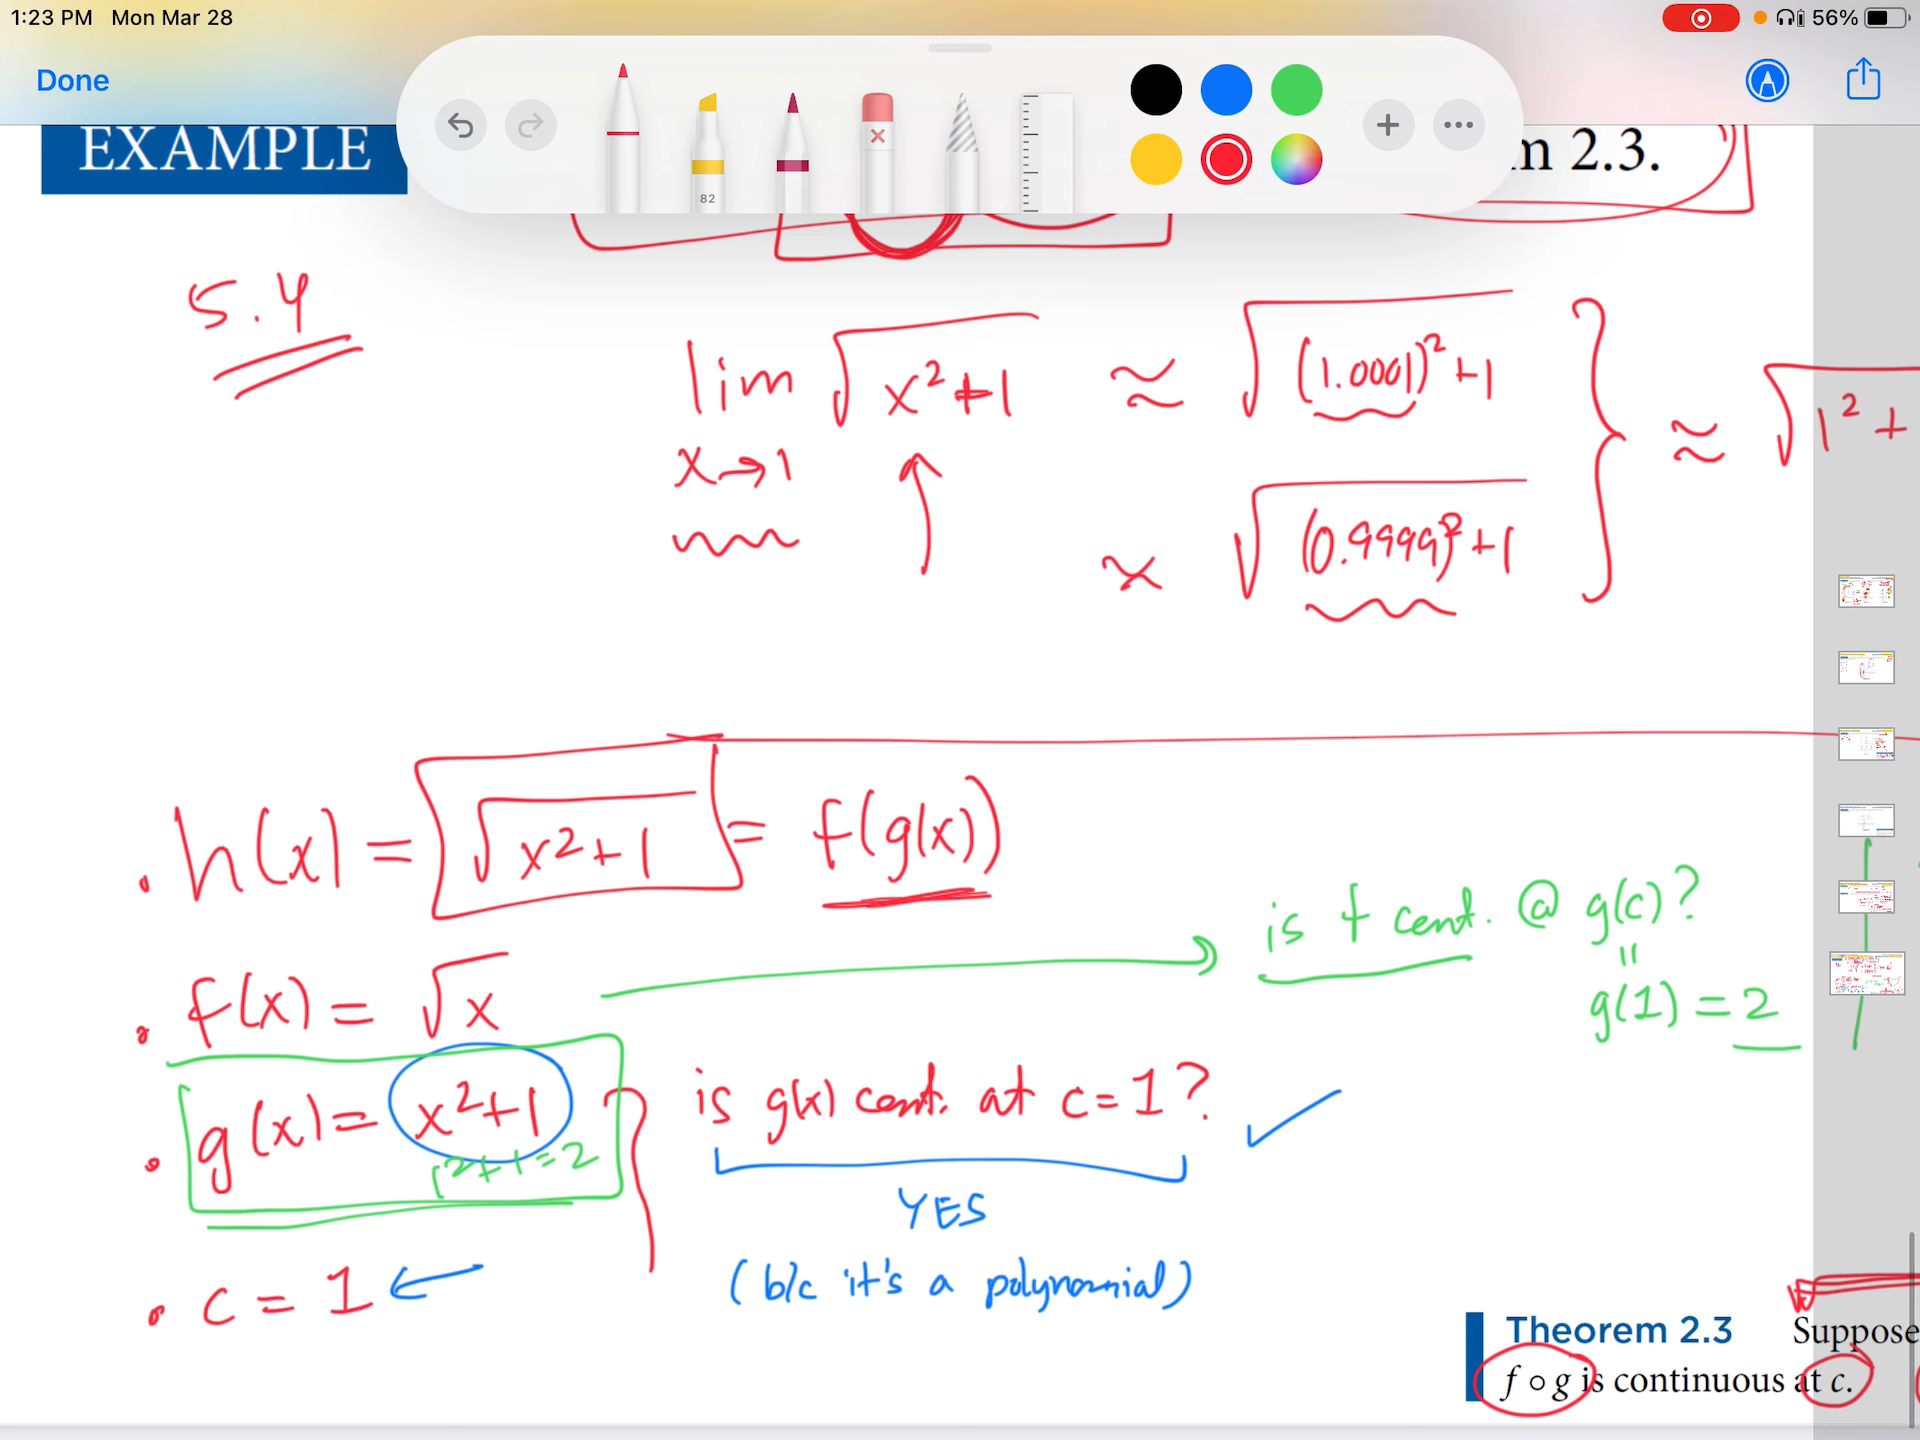 1:23 PM Mon Mar 28
56%
Done
82
EXAMPLE
m 2.3.
5.4
lim √x²+1 ≈ √(1.0001)²+1
x→1
≈ √1² +
≈ √(0.9999)²+1
. h(x) = √x²+1 = f(g(x))
is f cont. @ g(c)?
. f(x) = √x
"
g(1) = 2
. g(x) = x²+1
is g(x) cont. at c = 1?
1²+1=2
YES
(b/c it's a polynomial)
. c = 1 ←
Theorem 2.3 Suppose
f ∘ g is continuous at c.